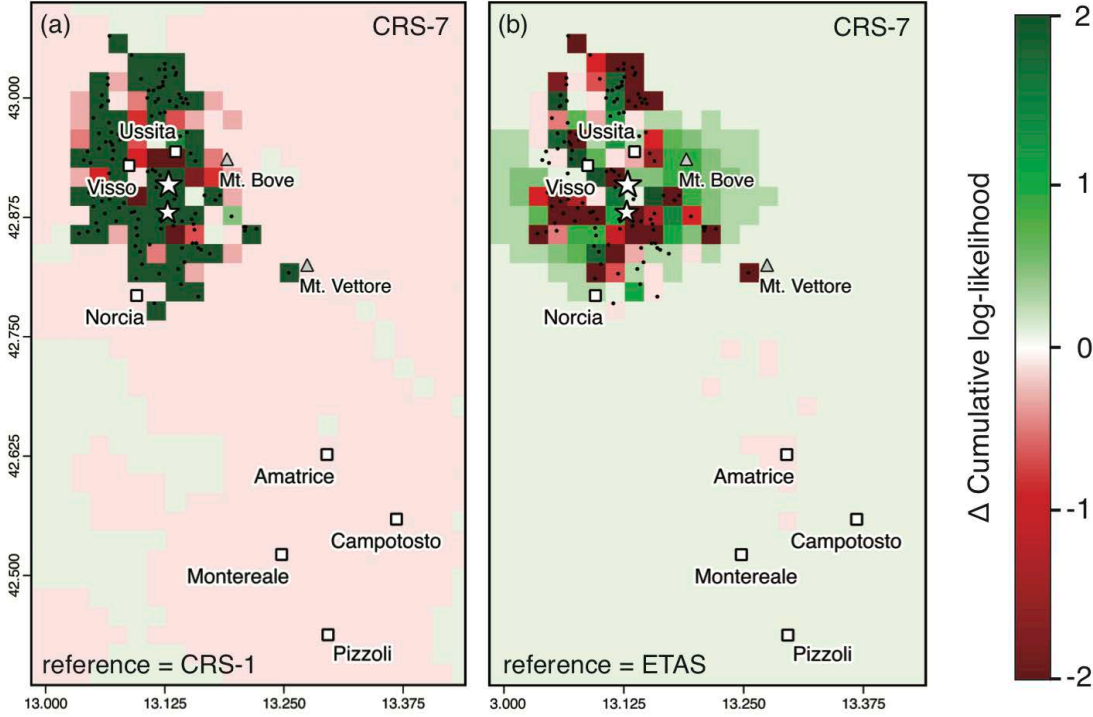 (a)
CRS-7
(b)
CRS-7
2
43.000
42.875
42.750
42.625
42.500
Ussita
Visso
Mt. Bove
Mt. Vettore
Norcia
Amatrice
Campotosto
Montereale
Pizzoli
reference = CRS-1
13.000
13.125
13.250
13.375
Ussita
Visso
Mt. Bove
Mt. Vettore
Norcia
Amatrice
Campotosto
Montereale
Pizzoli
reference = ETAS
3.000
13.125
13.250
13.375
1
0
-1
-2
Δ Cumulative log-likelihood